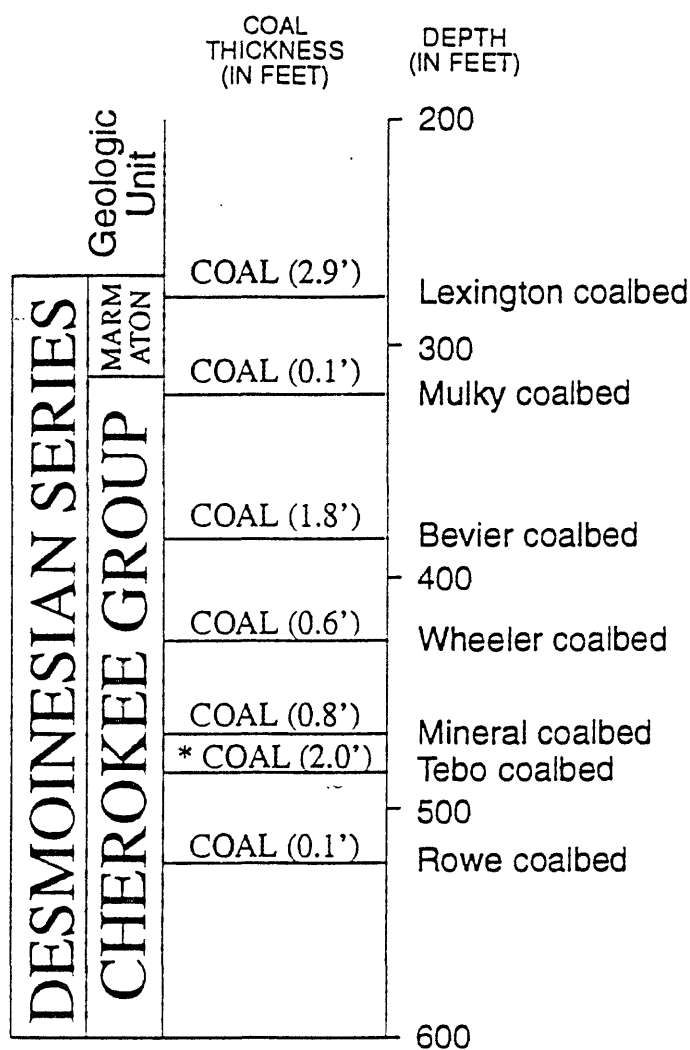 COAL
THICKNESS
(IN FEET)
DEPTH
(IN FEET)
Geologic
Unit
200
COAL (2.9')
Lexington coalbed
MARM
ATON
300
COAL (0.1')
Mulky coalbed
DESMOINESIAN SERIES
CHEROKEE GROUP
COAL (1.8')
Bevier coalbed
400
COAL (0.6')
Wheeler coalbed
COAL (0.8')
Mineral coalbed
* COAL (2.0')
Tebo coalbed
500
COAL (0.1')
Rowe coalbed
600